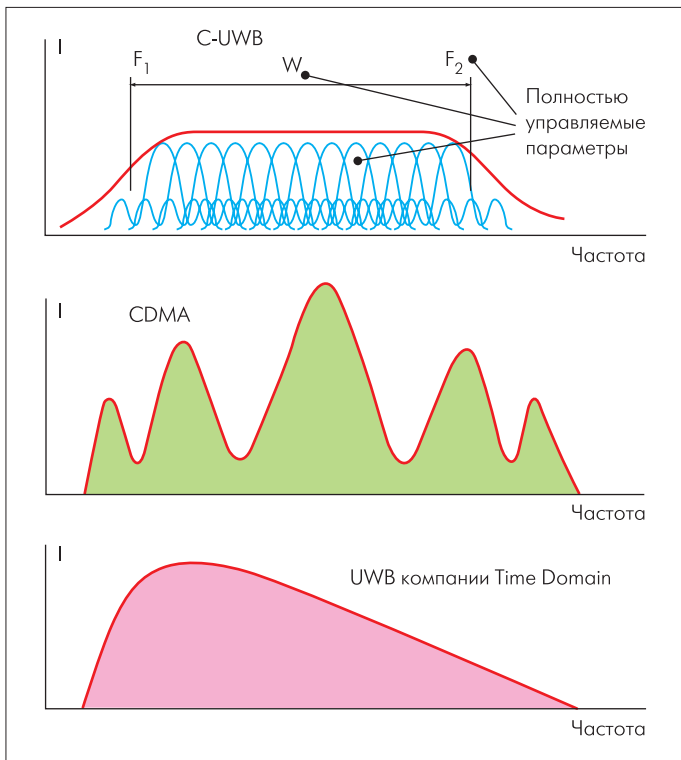 I
C-UWB
F₁
W
F₂
Полностью
управляемые
параметры
Частота
I
CDMA
Частота
I
UWB компании Time Domain
Частота